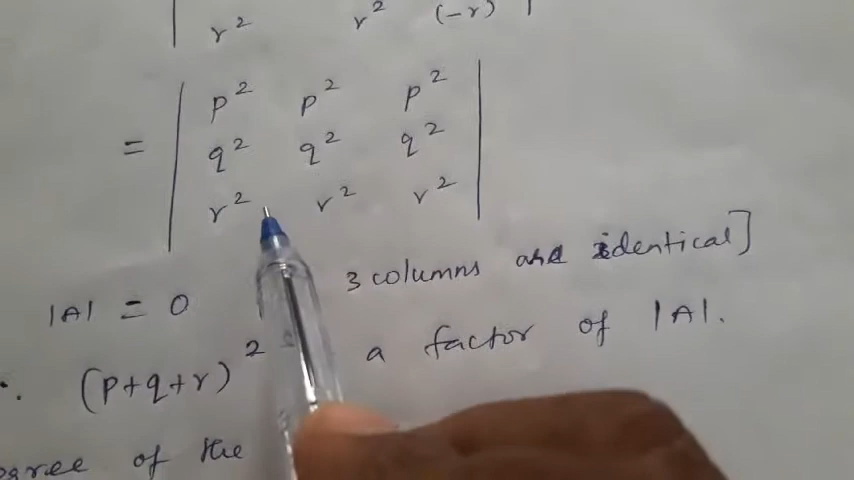 r² r² (-r)
= | p² p² p² |
| q² q² q² |
| r² r² r² |
|A| = 0 3 columns are identical]
∴ (p+q+r)² a factor of |A|.
of the